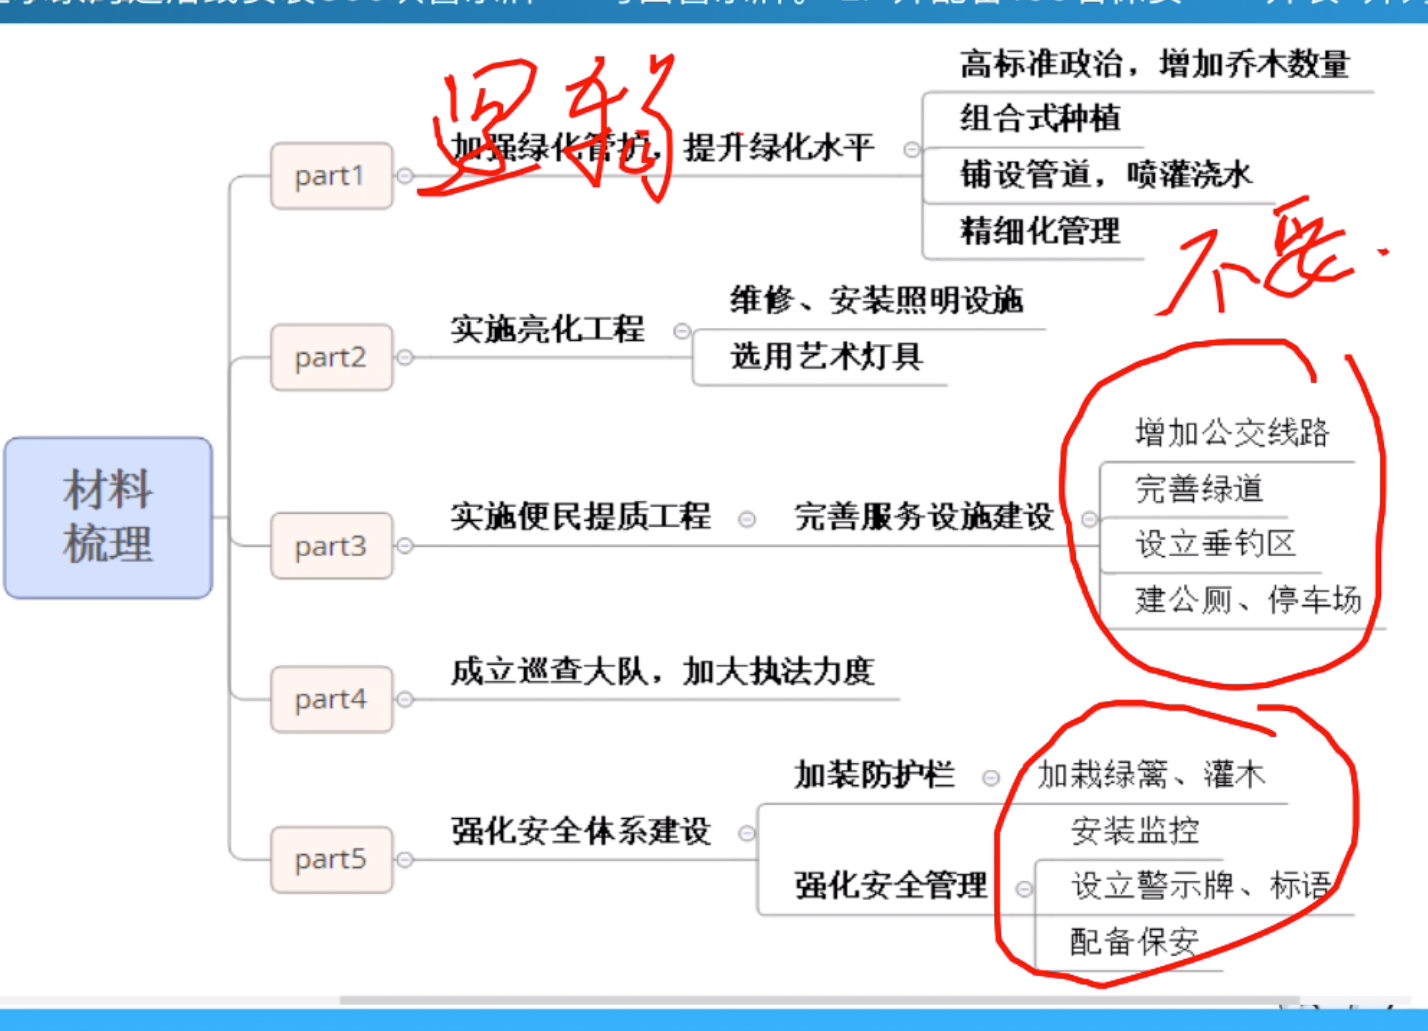 加强绿化管护，提升绿化水平
高标准政治，增加乔木数量
组合式种植
铺设管道，喷灌浇水
精细化管理
part1
不要.
实施亮化工程
维修、安装照明设施
选用艺术灯具
part2
材料
梳理
实施便民提质工程
完善服务设施建设
增加公交线路
完善绿道
设立垂钓区
建公厕、停车场
part3
成立巡查大队，加大执法力度
part4
强化安全体系建设
加装防护栏
加栽绿篱、灌木
强化安全管理
安装监控
设立警示牌、标语
配备保安
part5